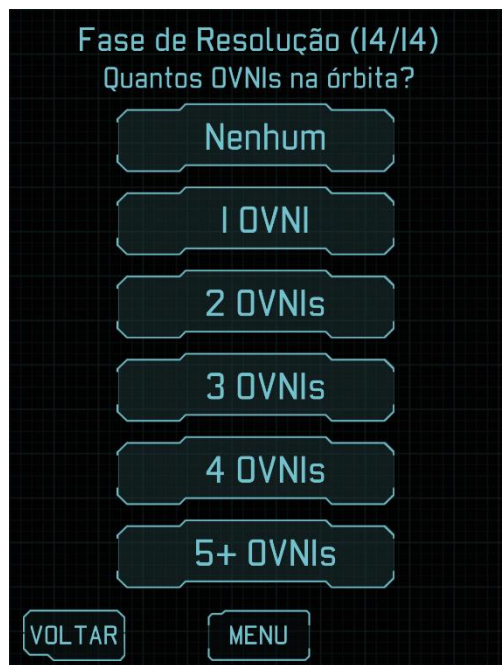 Fase de Resolução (14/14)
Quantos OVNIs na órbita?
Nenhum
1 OVNI
2 OVNIs
3 OVNIs
4 OVNIs
5+ OVNIs
VOLTAR
MENU